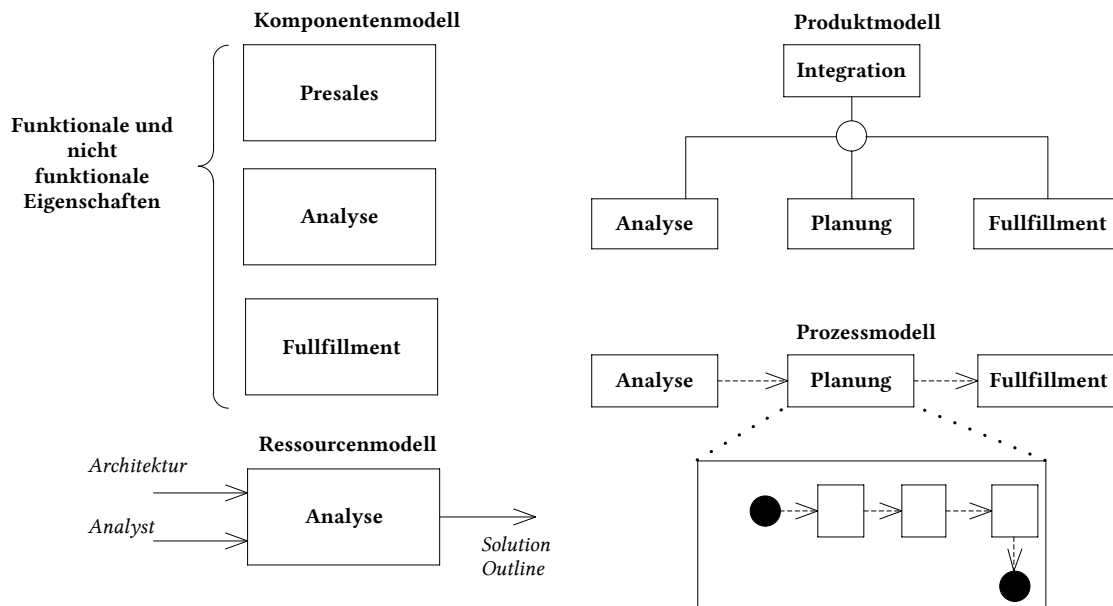 Komponentenmodell
Presales
Funktionale und
nicht
funktionale
Eigenschaften
Analyse
Fullfillment
Ressourcenmodell
Architektur
Analyst
Analyse
Solution
Outline
Produktmodell
Integration
Analyse
Planung
Fullfillment
Prozessmodell
Analyse
Planung
Fullfillment